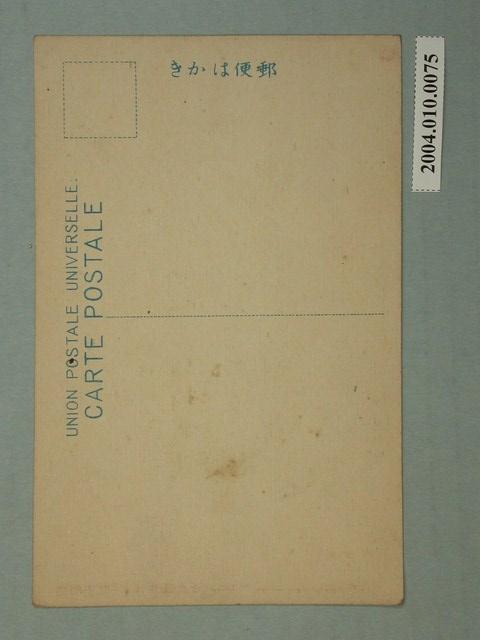 きかは便郵
UNION POSTALE UNIVERSELLE.
CARTE POSTALE
2004.010.0075